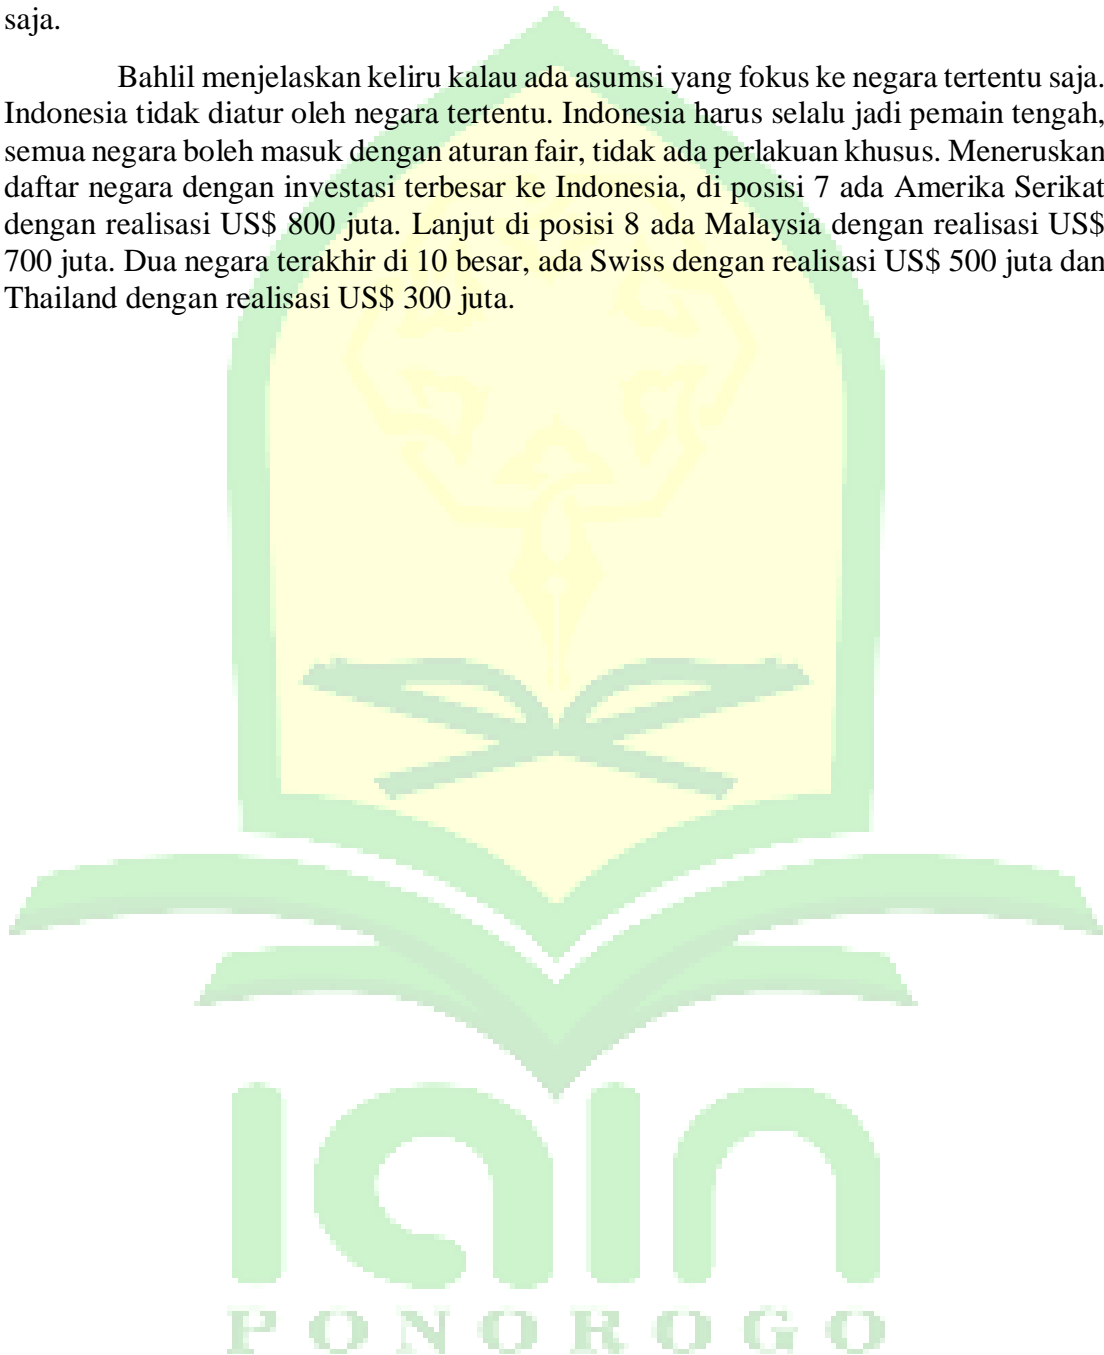 saja.
Bahlil menjelaskan keliru kalau ada asumsi yang fokus ke negara tertentu saja.
Indonesia tidak diatur oleh negara tertentu. Indonesia harus selalu jadi pemain tengah,
semua negara boleh masuk dengan aturan fair, tidak ada perlakuan khusus. Meneruskan
daftar negara dengan investasi terbesar ke Indonesia, di posisi 7 ada Amerika Serikat
dengan realisasi US$ 800 juta. Lanjut di posisi 8 ada Malaysia dengan realisasi US$
700 juta. Dua negara terakhir di 10 besar, ada Swiss dengan realisasi US$ 500 juta dan
Thailand dengan realisasi US$ 300 juta.
iain
PONOROGO